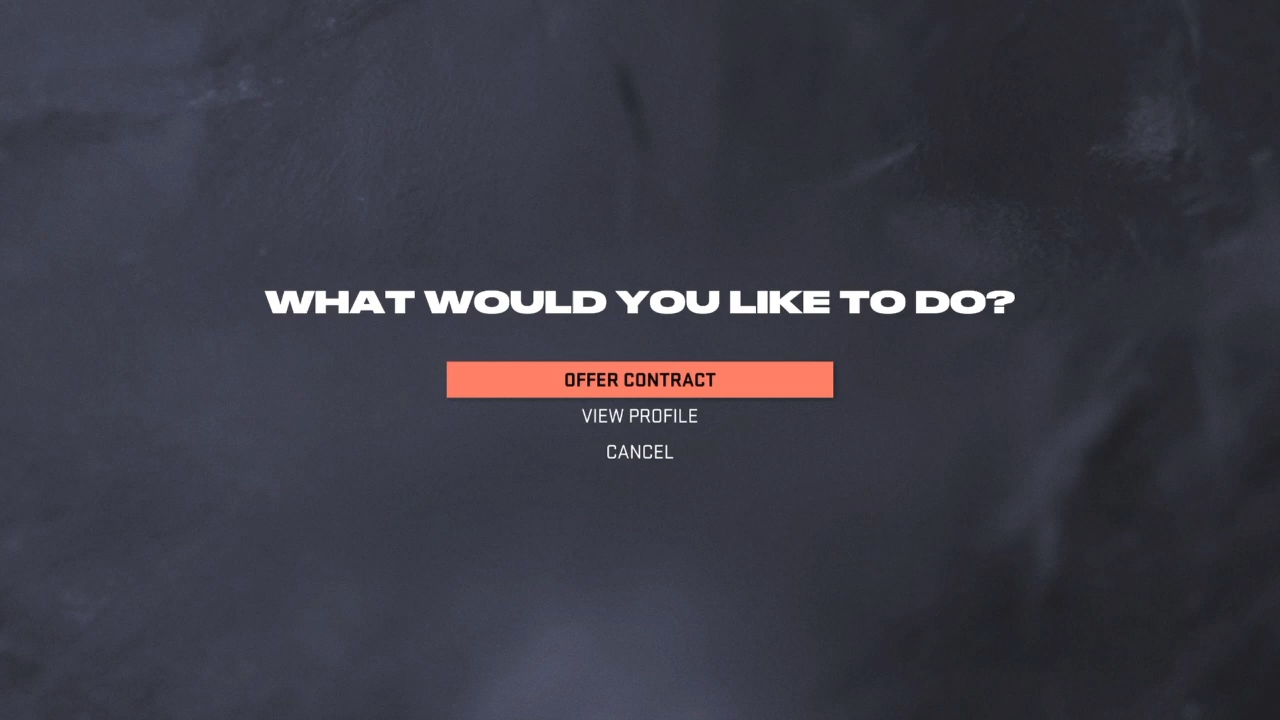 WHAT WOULD YOU LIKE TO DO?
OFFER CONTRACT
VIEW PROFILE
CANCEL